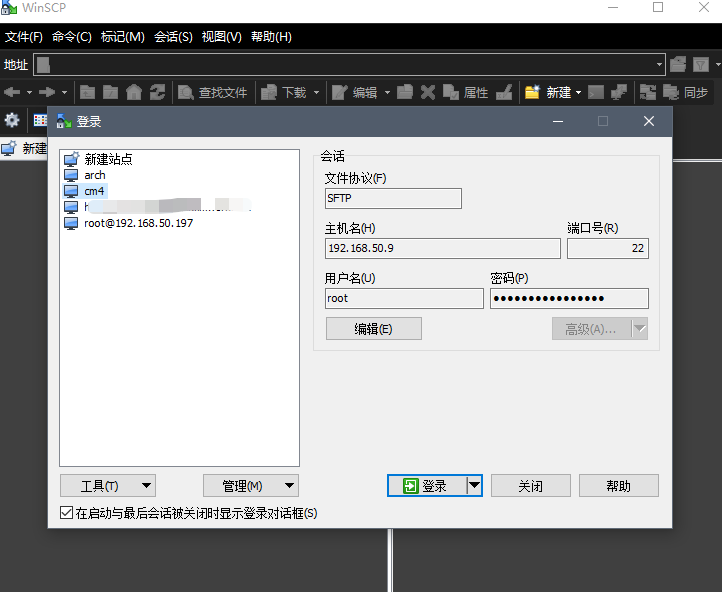 WinSCP
文件(F) 命令(C) 标记(M) 会话(S) 视图(V) 帮助(H)
地址
查找文件 下载 编辑 属性 新建 同步
登录
新建
新建站点
arch
cm4
root@192.168.50.197
会话
文件协议(F)
SFTP
主机名(H) 端口号(R)
192.168.50.9 22
用户名(U) 密码(P)
root ●●●●●●●●●●●●●●●●
编辑(E) 高级(A)...
工具(T) 管理(M) 登录 关闭 帮助
在启动与最后会话被关闭时显示登录对话框(S)